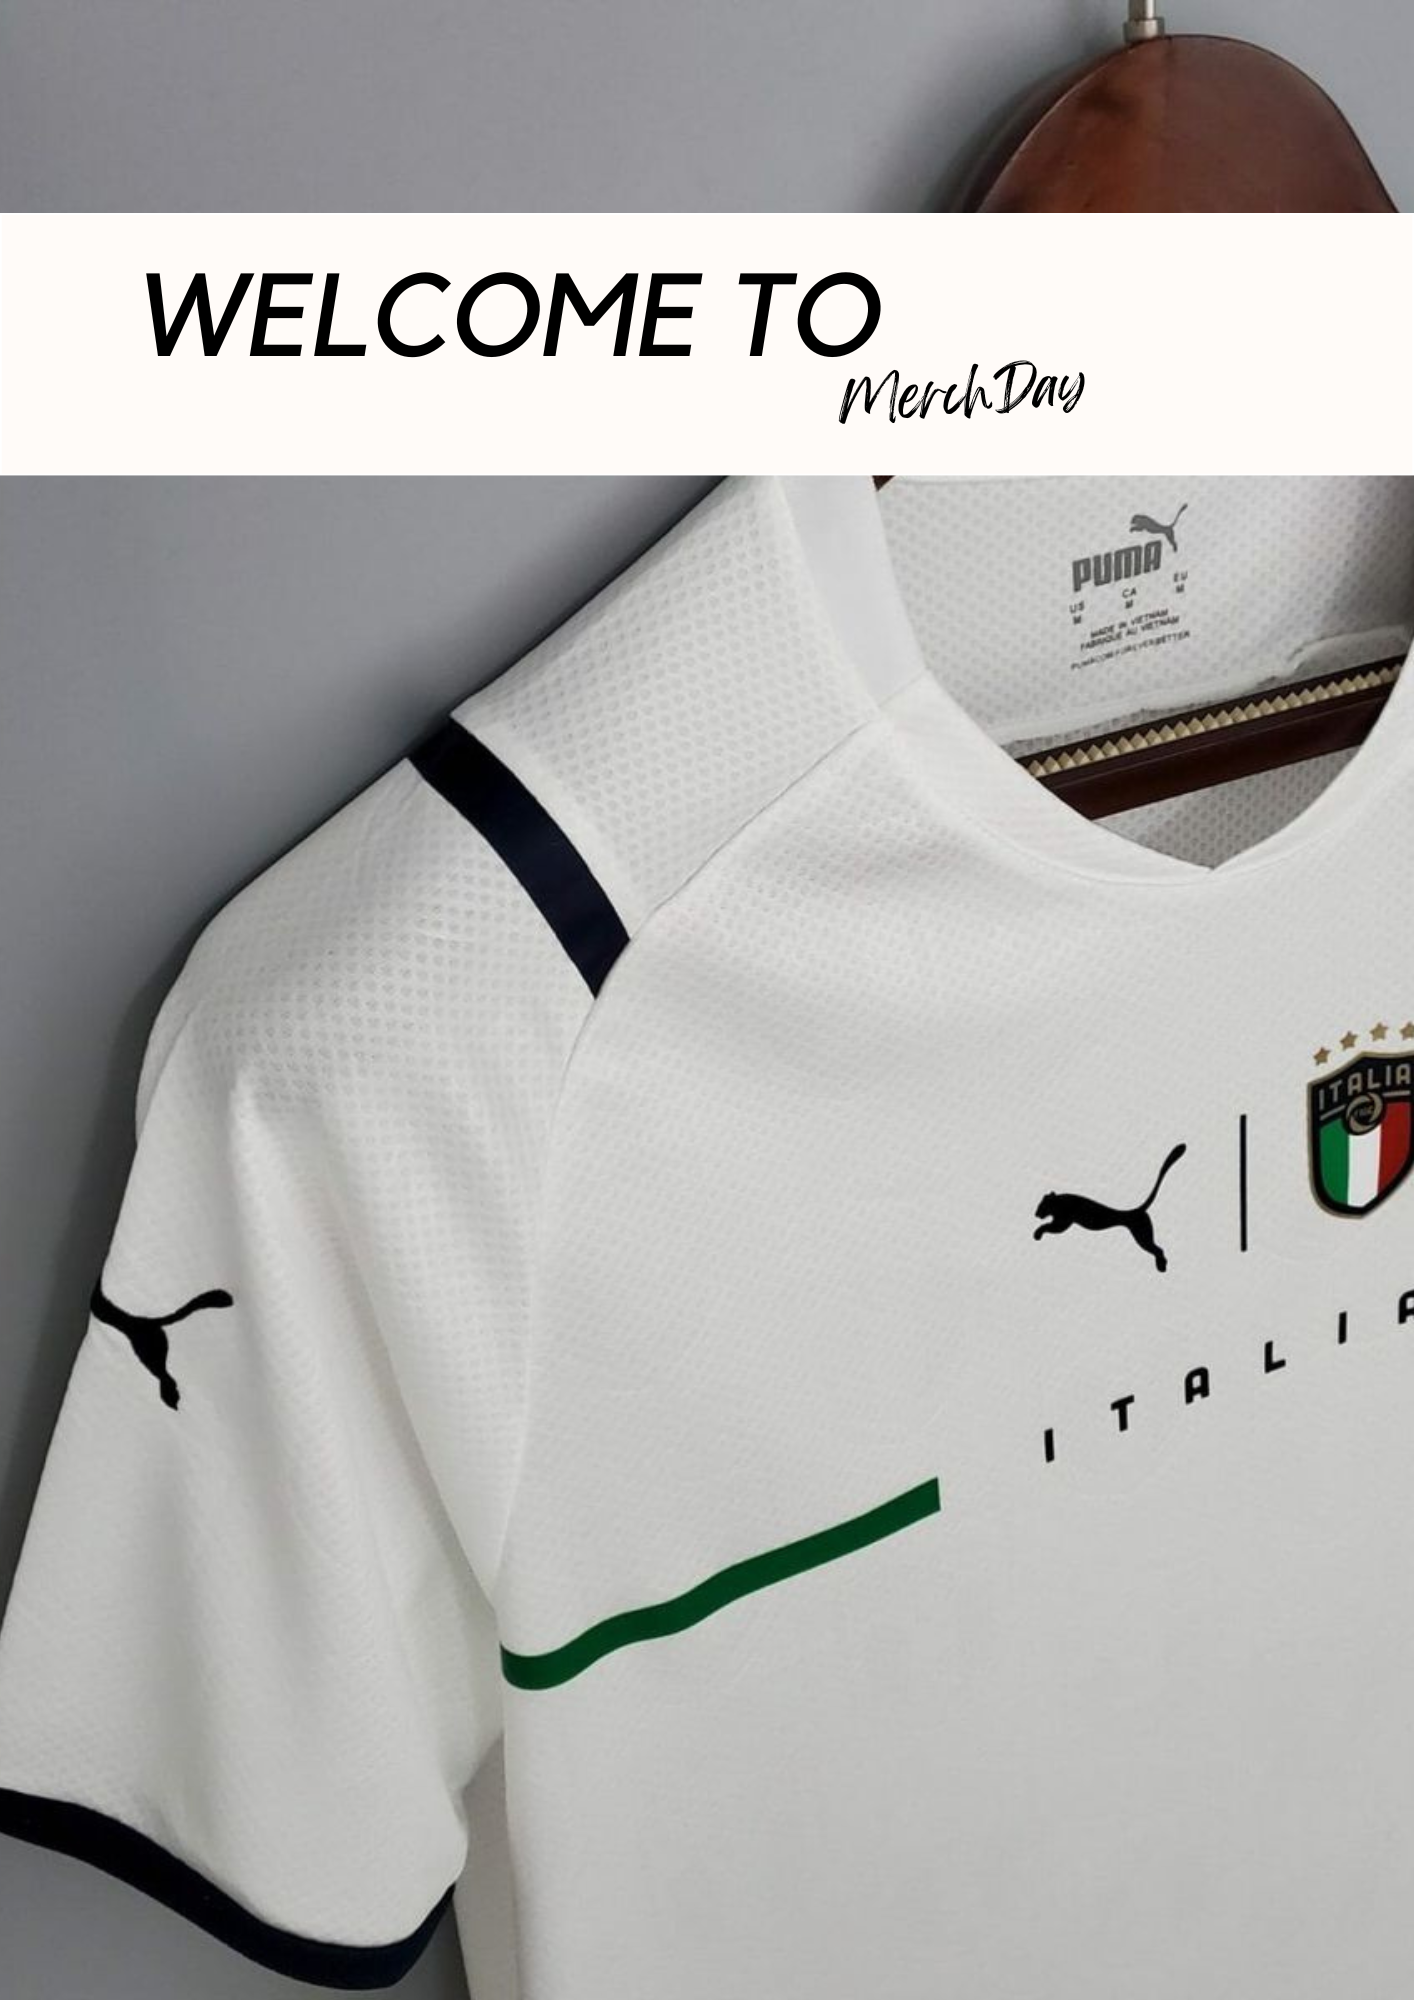 WELCOME TO
MerchDay
PUMA
US CA EU
M M M
MADE IN VIETNAM
FABRIQUE AU VIETNAM
PUMA.COM/FOREVERBETTER
ITALIA
ITALIA